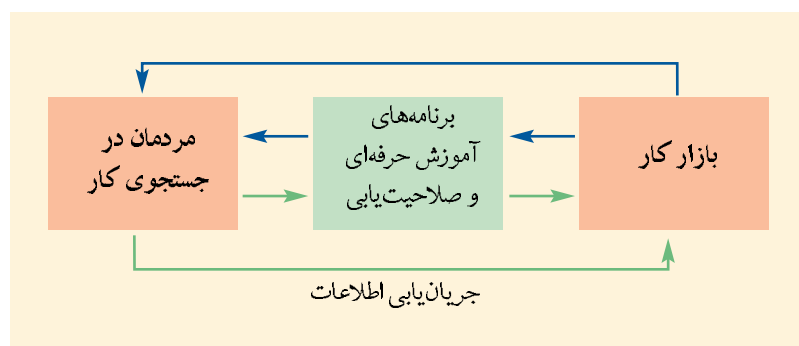 بازار کار
برنامه‌های
آموزش حرفه‌ای
و صلاحیت‌یابی
مردمان در
جستجوی کار
جریان‌یابی اطلاعات